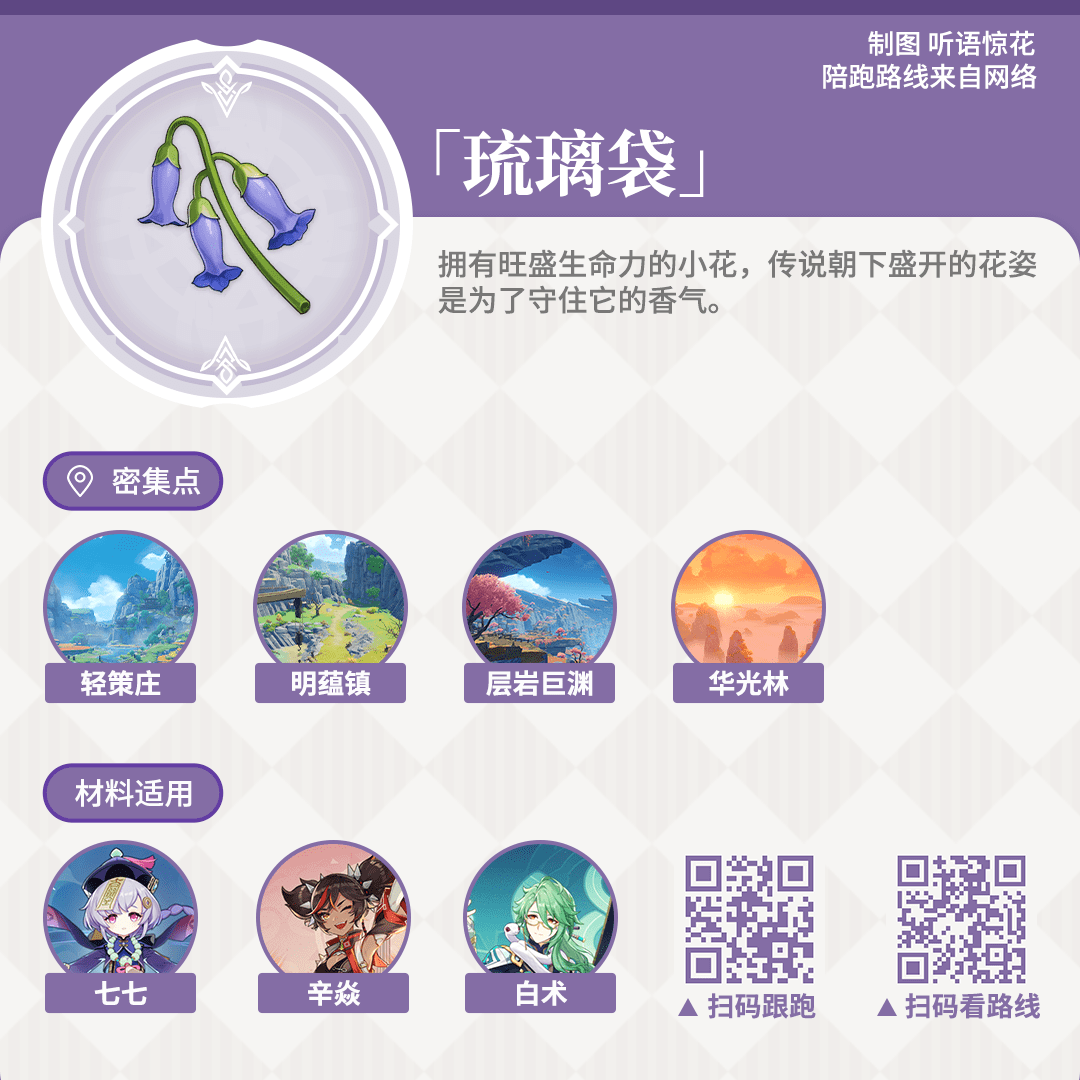 制图 听语惊花
陪跑路线来自网络
「琉璃袋」
拥有旺盛生命力的小花，传说朝下盛开的花姿
是为了守住它的香气。
密集点
轻策庄
明蕴镇
层岩巨渊
华光林
材料适用
七七
辛焱
白术
▲ 扫码跟跑
▲ 扫码看路线